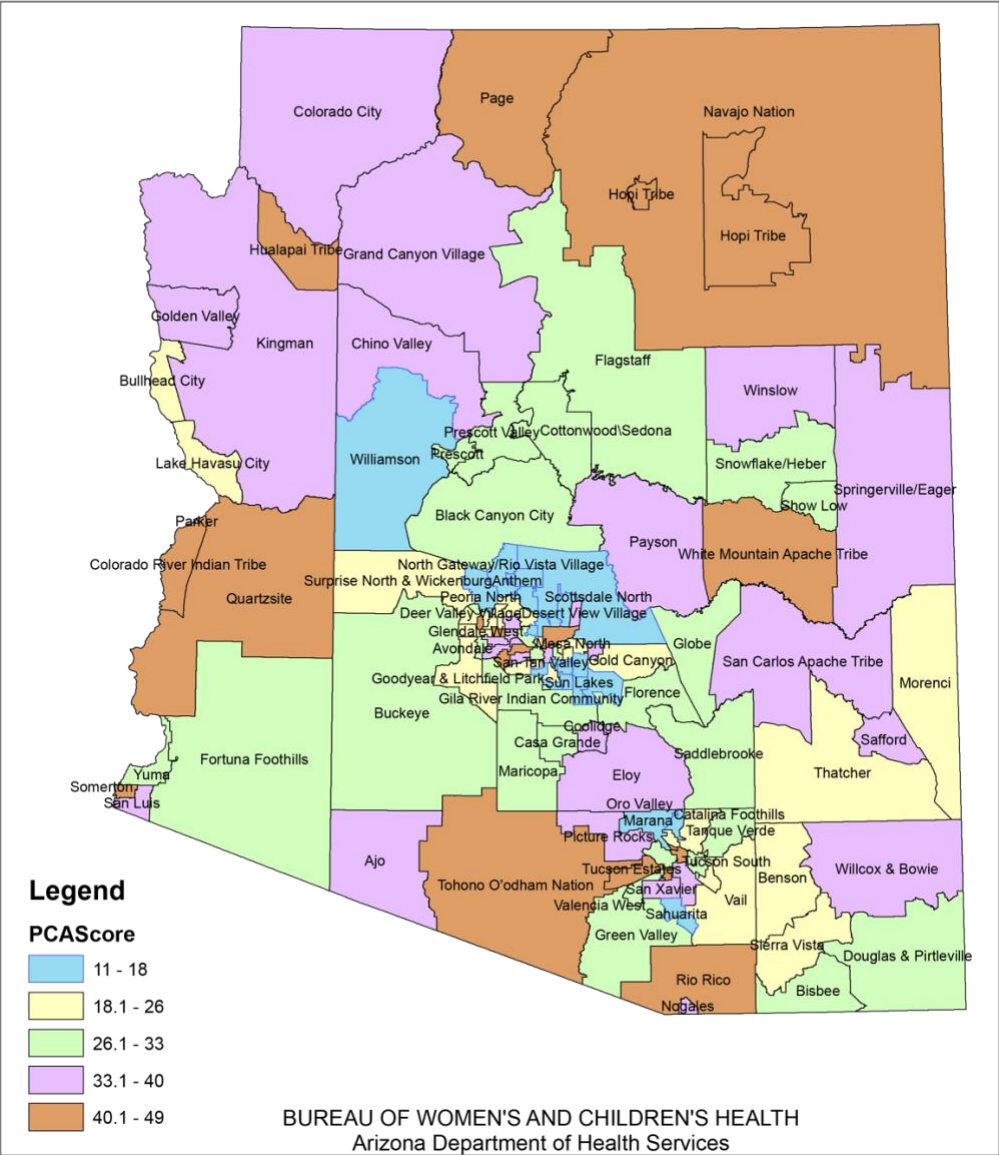 Colorado City
Page
Navajo Nation
Hopi Tribe
Hopi Tribe
Hualapai Tribe
Grand Canyon Village
Golden Valley
Kingman
Chino Valley
Flagstaff
Bullhead City
Winslow
Prescott Valley
Cottonwood\Sedona
Prescott
Williamson
Lake Havasu City
Snowflake/Heber
Springerville/Eager
Show Low
Black Canyon City
Parker
Payson
White Mountain Apache Tribe
Colorado River Indian Tribe
North Gateway/Rio Vista Village
Surprise North & Wickenburg
Anthem
Quartzsite
Peoria North
Scottsdale North
Deer Valley Village
Desert View Village
Glendale West
Mesa North
Globe
Avondale
San Tan Valley
Gold Canyon
San Carlos Apache Tribe
Goodyear & Litchfield Park
Sun Lakes
Morenci
Gila River Indian Community
Florence
Buckeye
Coolidge
Casa Grande
Safford
Saddlebrooke
Fortuna Foothills
Yuma
Maricopa
Eloy
Thatcher
Somerton
San Luis
Oro Valley
Marana
Catalina Foothills
Tanque Verde
Picture Rocks
Ajo
Tucson Estates
Tucson South
Willcox & Bowie
Tohono O'odham Nation
San Xavier
Benson
Valencia West
Vail
Sahuarita
Green Valley
Sierra Vista
Douglas & Pirtleville
Rio Rico
Bisbee
Nogales
Legend
PCAScore
11 - 18
18.1 - 26
26.1 - 33
33.1 - 40
40.1 - 49
BUREAU OF WOMEN'S AND CHILDREN'S HEALTH
Arizona Department of Health Services